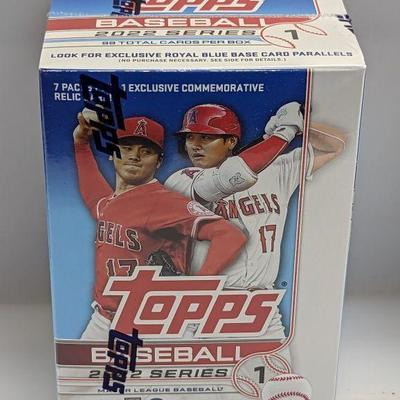 TOPPS
BASEBALL
2022 SERIES 1
99 TOTAL CARDS PER BOX
LOOK FOR EXCLUSIVE ROYAL BLUE BASE CARD PARALLELS
(NO PURCHASE NECESSARY. SEE SIDE FOR DETAILS.)
7 PACKS 1 EXCLUSIVE COMMEMORATIVE
RELIC
Topps
ANGELS
17
GELS
17
TOPPS
BASEBALL
2022 SERIES 1
MAJOR LEAGUE BASEBALL
Topps